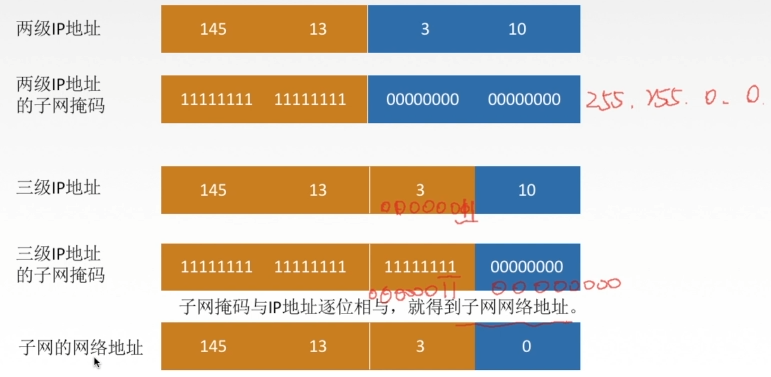 两级IP地址 145 13 3 10
两级IP地址
的子网掩码 11111111 11111111 00000000 00000000 255.255.0.0.
三级IP地址 145 13 3 10
00000011
三级IP地址
的子网掩码 11111111 11111111 11111111 00000000
00000011 00000000
子网掩码与IP地址逐位相与，就得到子网网络地址。
子网的网络地址 145 13 3 0